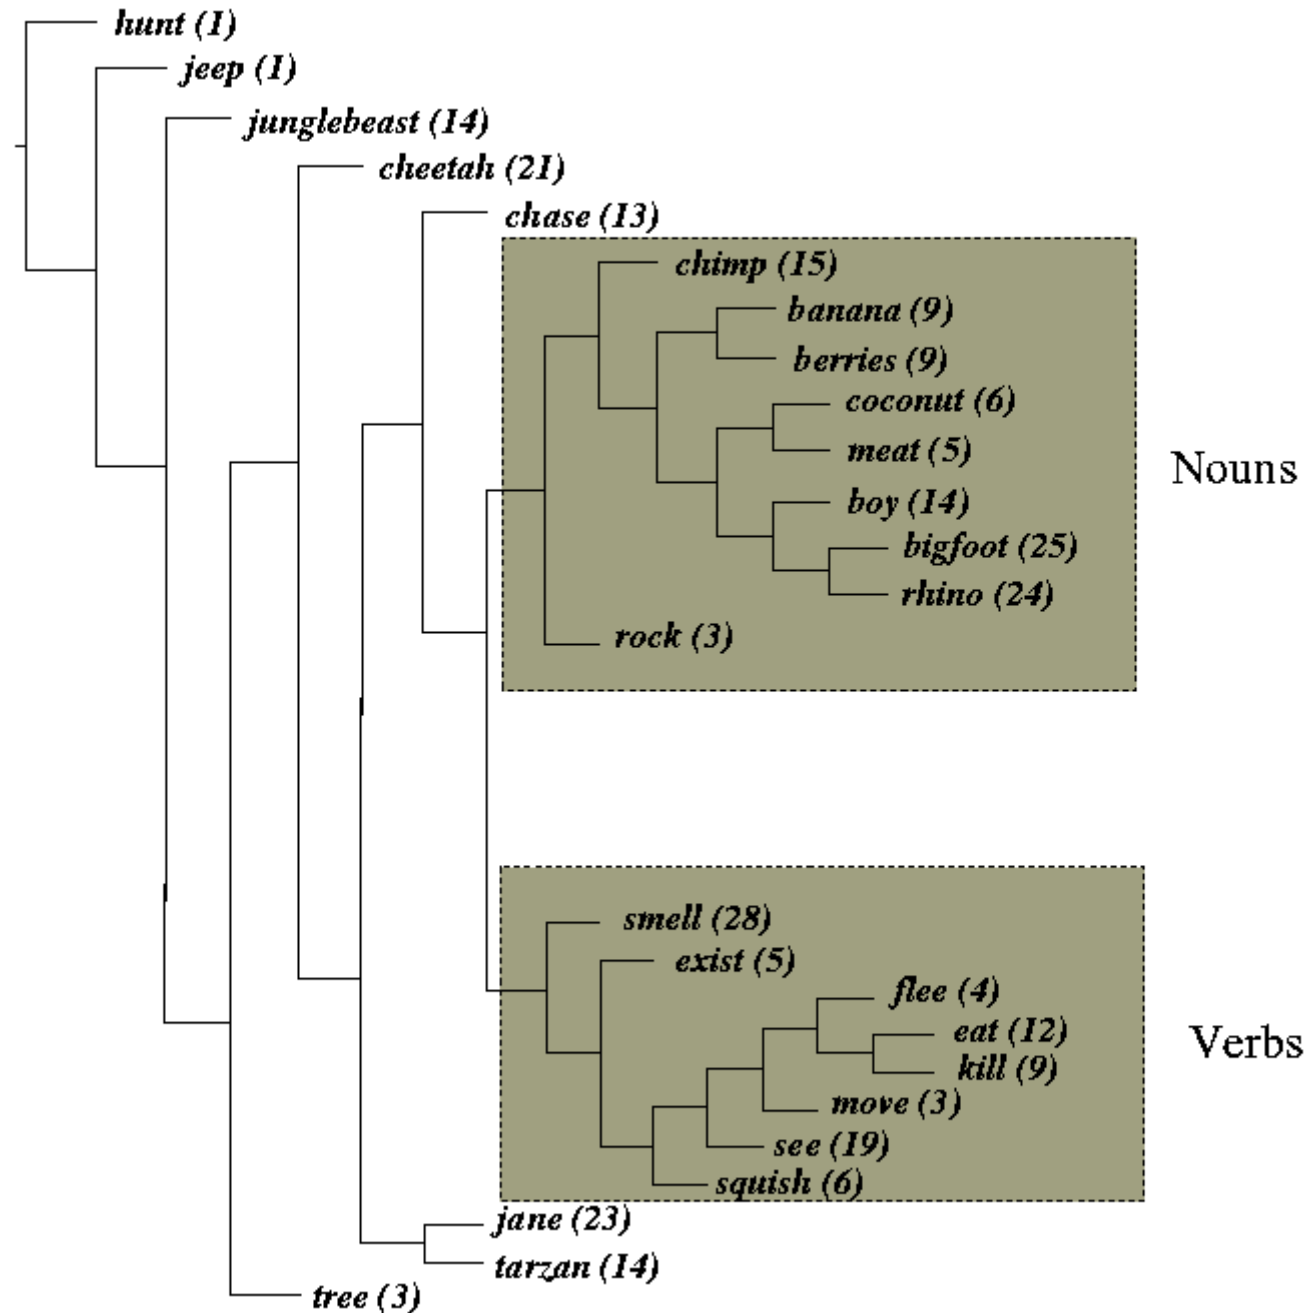 hunt (1)
jeep (1)
junglebeast (14)
cheetah (21)
chase (13)
chimp (15)
banana (9)
berries (9)
coconut (6)
meat (5)
Nouns
boy (14)
bigfoot (25)
rhino (24)
rock (3)
smell (28)
exist (5)
flee (4)
eat (12)
Verbs
kill (9)
move (3)
see (19)
squish (6)
jane (23)
tarzan (14)
tree (3)